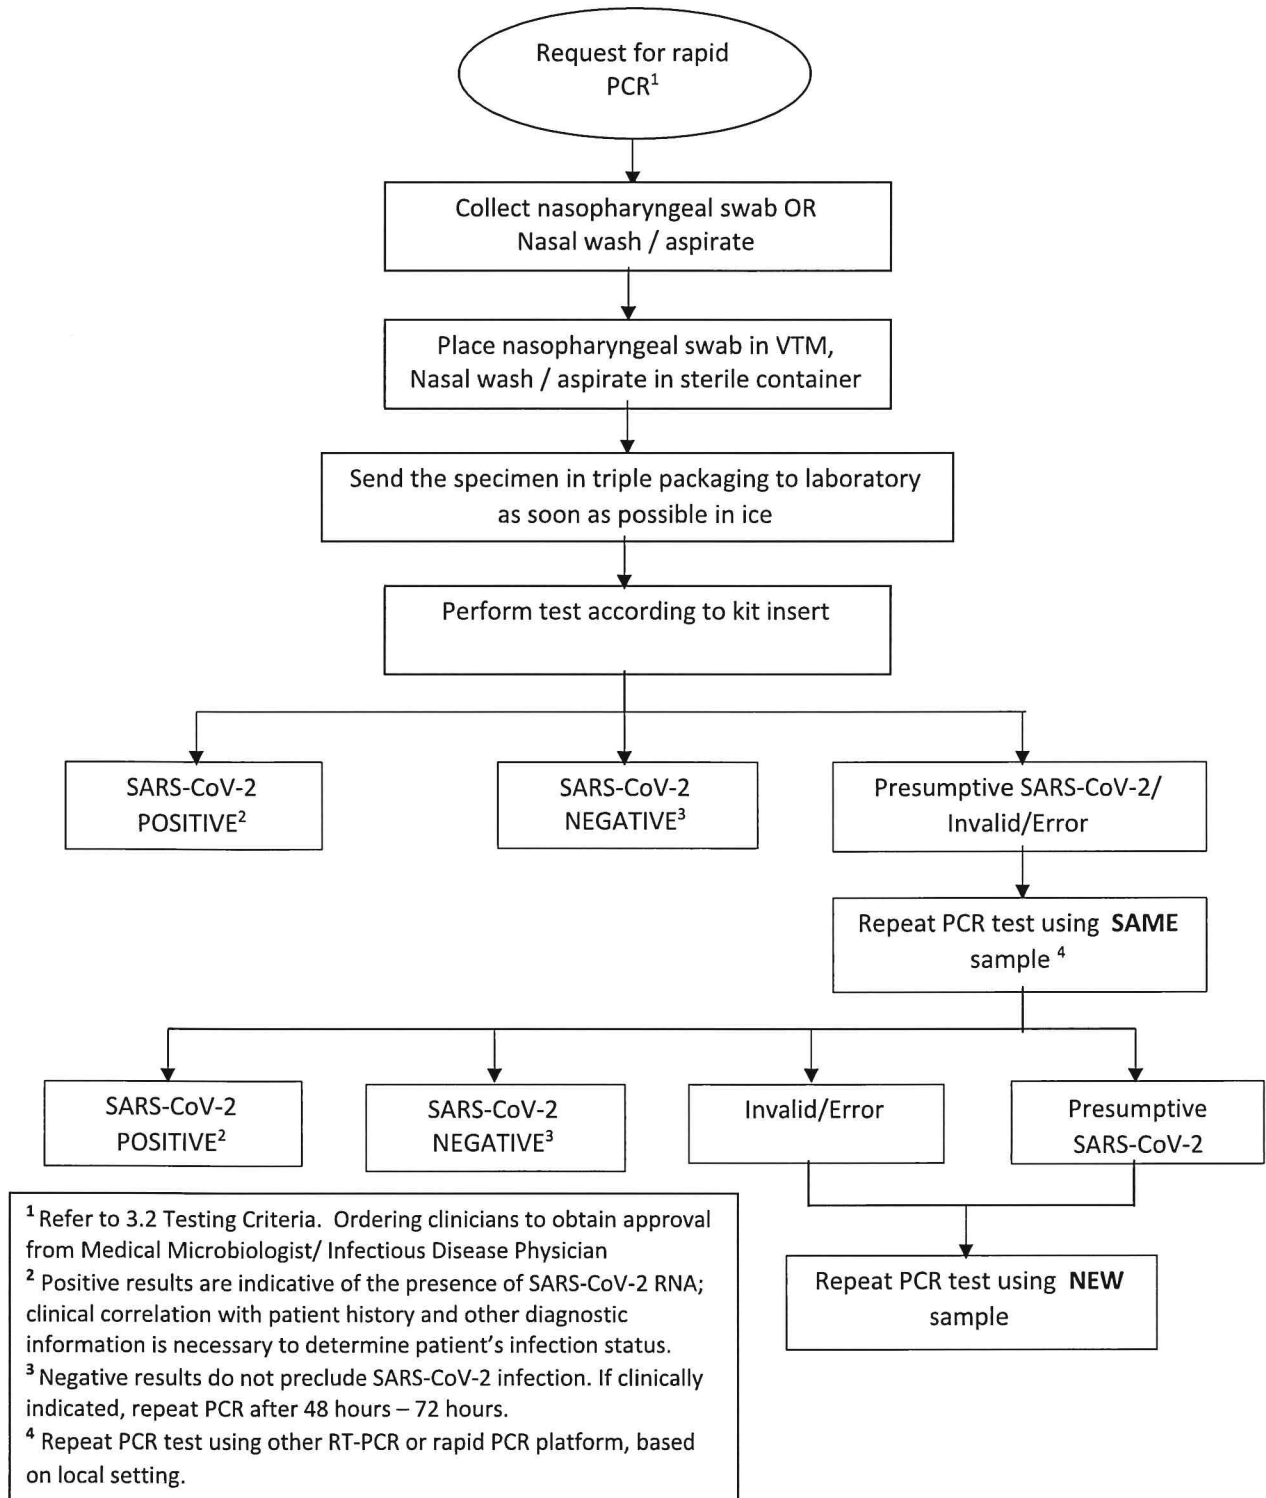 Request for rapid
PCR¹
Collect nasopharyngeal swab OR
Nasal wash / aspirate
Place nasopharyngeal swab in VTM,
Nasal wash / aspirate in sterile container
Send the specimen in triple packaging to laboratory
as soon as possible in ice
Perform test according to kit insert
SARS-CoV-2
POSITIVE²
SARS-CoV-2
NEGATIVE³
Presumptive SARS-CoV-2/
Invalid/Error
Repeat PCR test using SAME
sample ⁴
SARS-CoV-2
POSITIVE²
SARS-CoV-2
NEGATIVE³
Invalid/Error
Presumptive
SARS-CoV-2
Repeat PCR test using NEW
sample
¹ Refer to 3.2 Testing Criteria. Ordering clinicians to obtain approval
from Medical Microbiologist/ Infectious Disease Physician
² Positive results are indicative of the presence of SARS-CoV-2 RNA;
clinical correlation with patient history and other diagnostic
information is necessary to determine patient's infection status.
³ Negative results do not preclude SARS-CoV-2 infection. If clinically
indicated, repeat PCR after 48 hours – 72 hours.
⁴ Repeat PCR test using other RT-PCR or rapid PCR platform, based
on local setting.